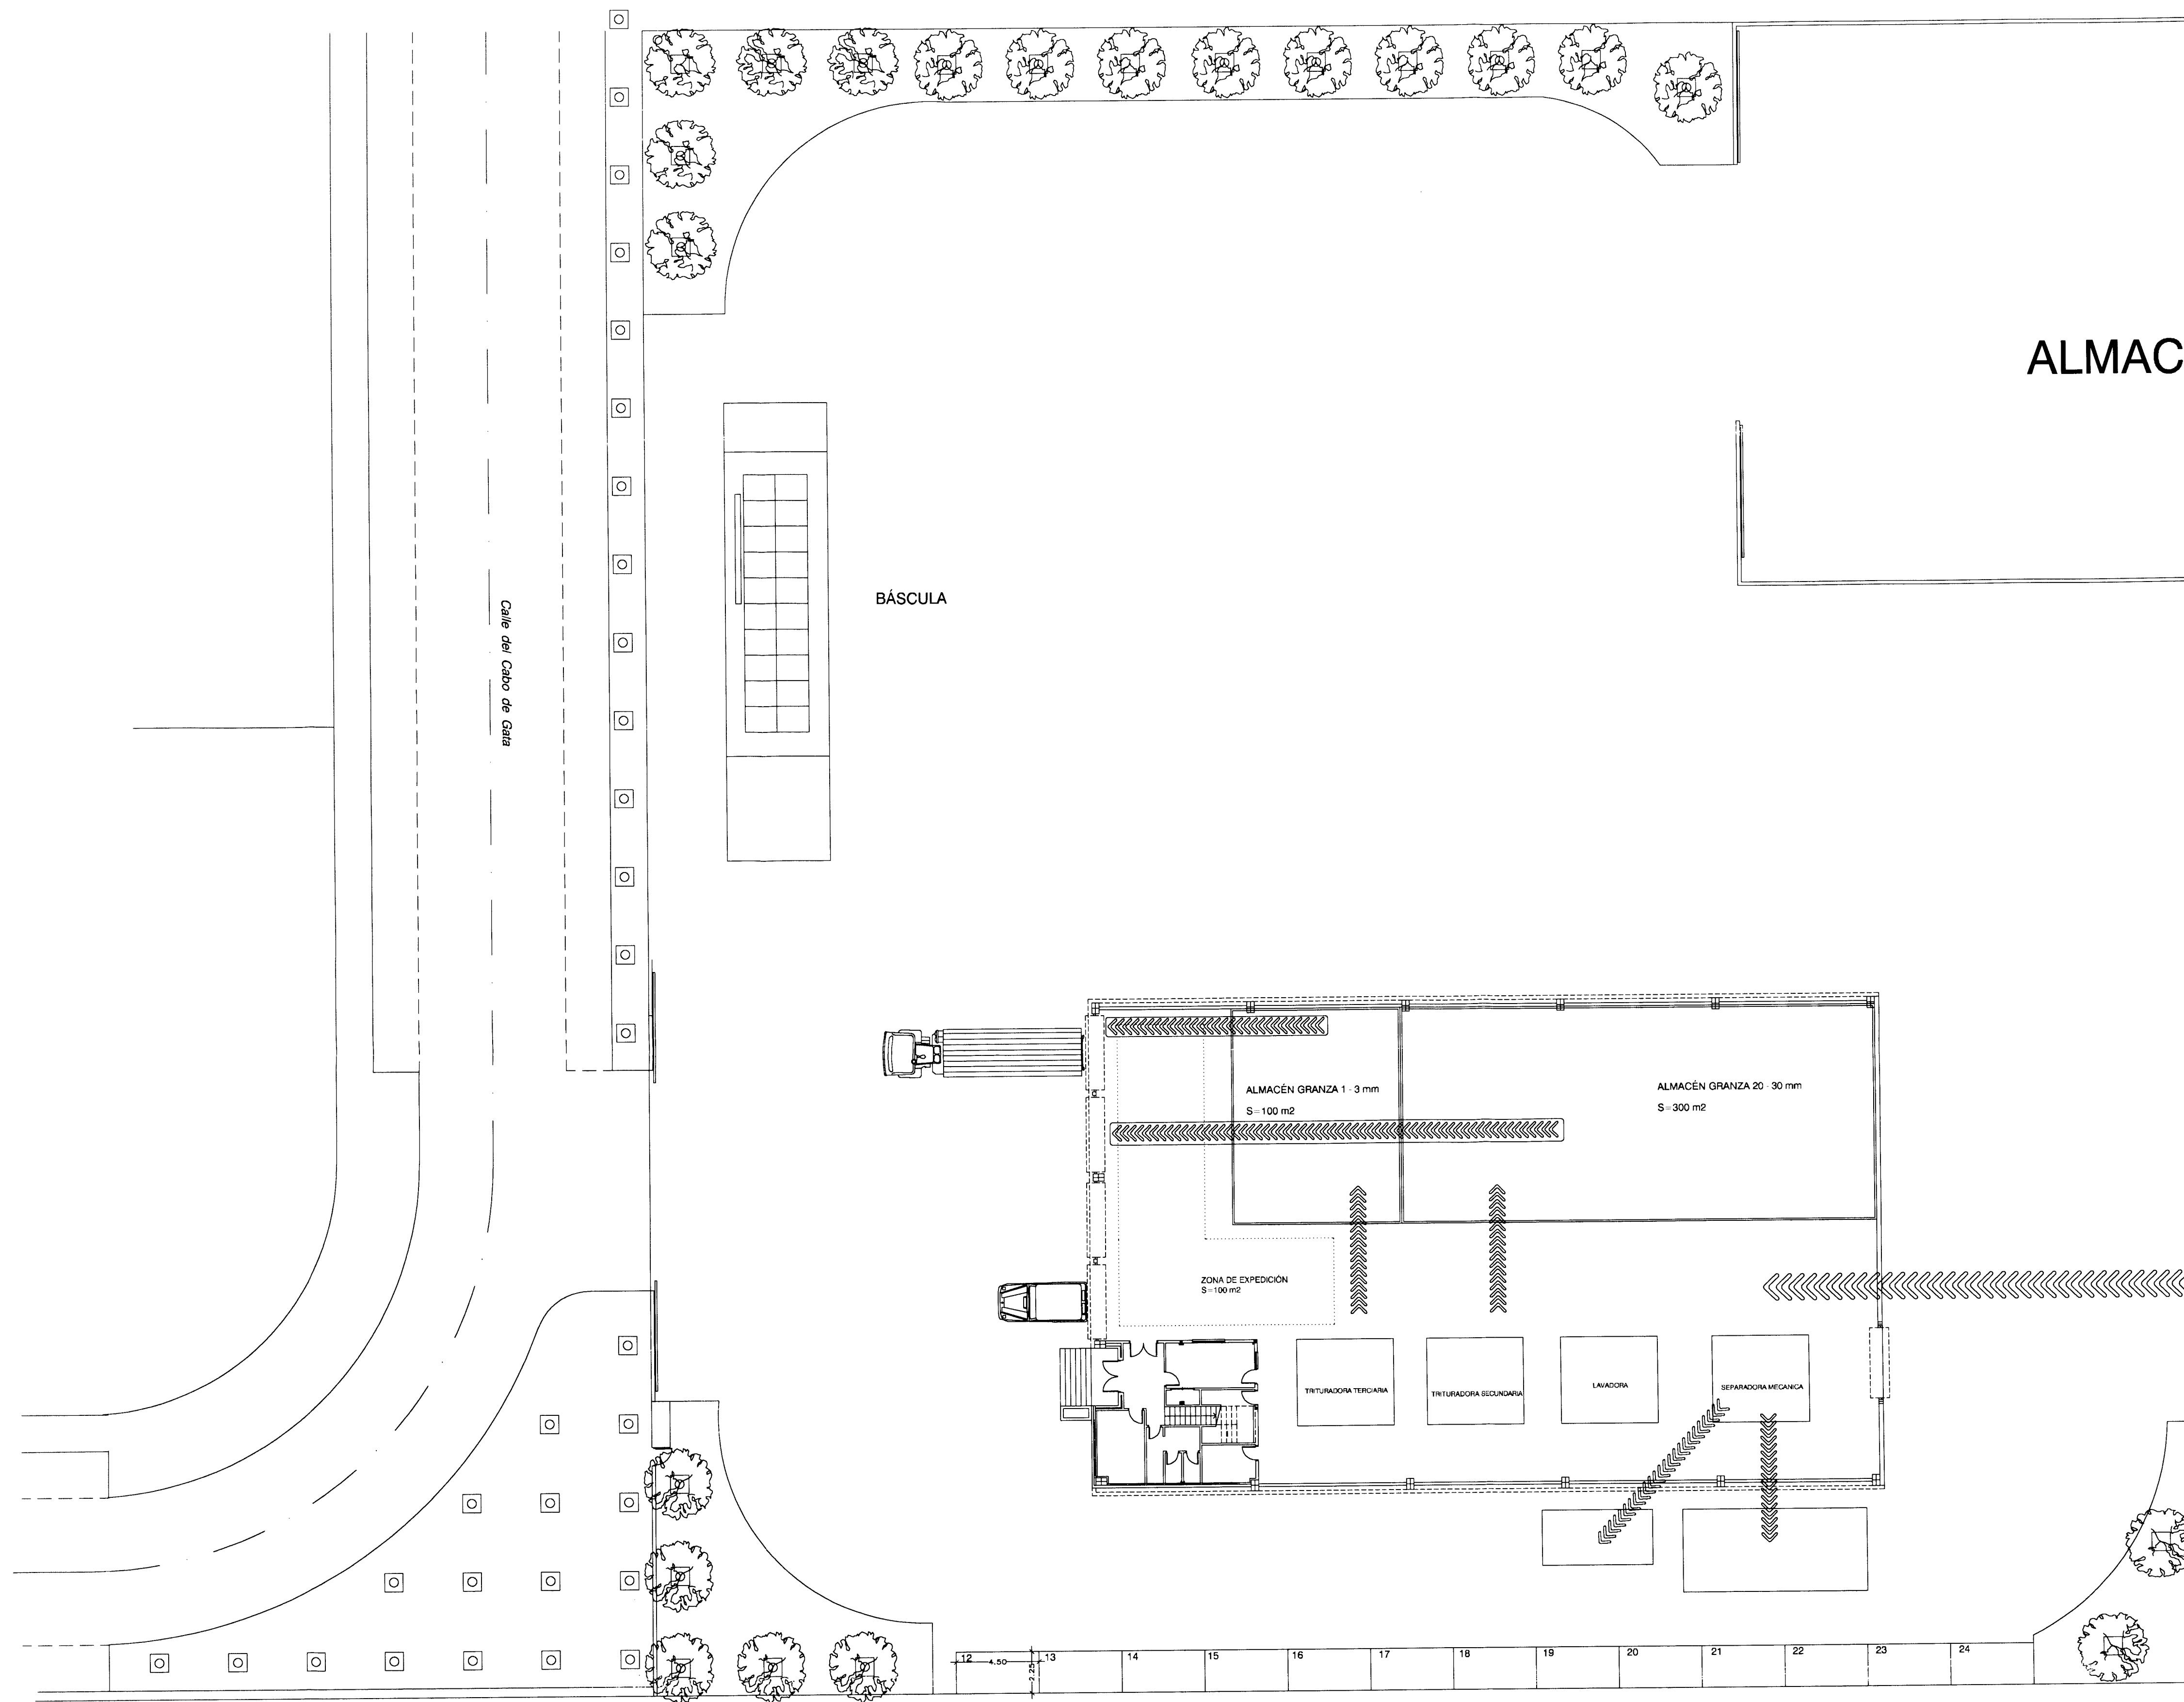 ALMAC
BÁSCULA
Calle del Cabo de Gata
ALMACÉN GRANZA 1 - 3 mm
S=100 m2
ALMACÉN GRANZA 20 - 30 mm
S=300 m2
ZONA DE EXPEDICIÓN
S=100 m2
TRITURADORA TERCIARIA
TRITURADORA SECUNDARIA
LAVADORA
SEPARADORA MECANICA
12 13 14 15 16 17 18 19 20 21 22 23 24
4.50
2.25